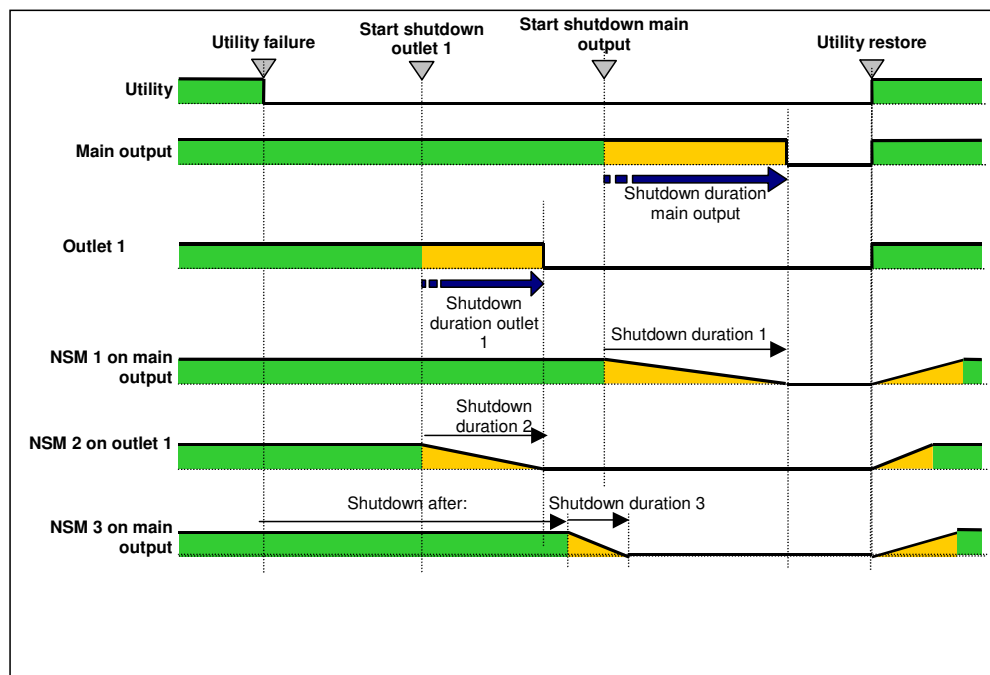 Utility failure
Start shutdown
outlet 1
Start shutdown main
output
Utility restore
Utility
Main output
Shutdown duration
main output
Outlet 1
Shutdown
duration outlet
1
Shutdown duration 1
NSM 1 on main
output
Shutdown
duration 2
NSM 2 on outlet 1
Shutdown after:
Shutdown duration 3
NSM 3 on main
output